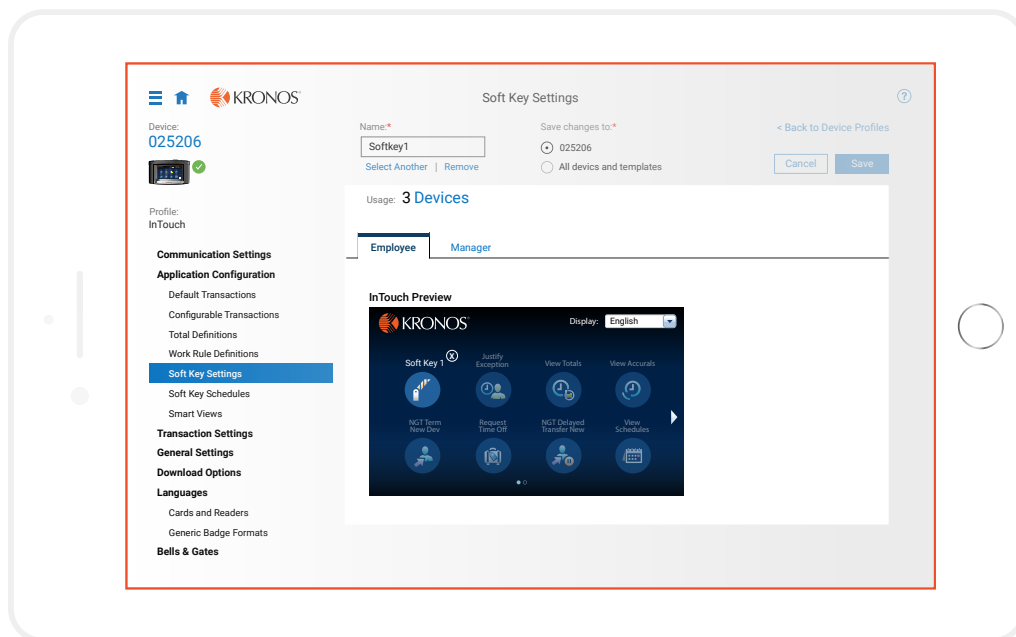 KRONOS
Soft Key Settings
?
Device:
025206
Name:*
Softkey1
Select Another | Remove
Save changes to:*
025206
All devics and templates
< Back to Device Profiles
Cancel
Save
Profile:
InTouch
Usage: 3 Devices
Employee
Manager
Communication Settings
Application Configuration
Default Transactions
Configurable Transactions
Total Definitions
Work Rule Definitions
Soft Key Settings
Soft Key Schedules
Smart Views
Transaction Settings
General Settings
Download Options
Languages
Cards and Readers
Generic Badge Formats
Bells & Gates
InTouch Preview
KRONOS
Display: English
Soft Key 1
X
Justify
Exception
View Totals
View Accurals
NGT Term
New Dev
Request
Time Off
NGT Delayed
Transfer New
View
Schedules